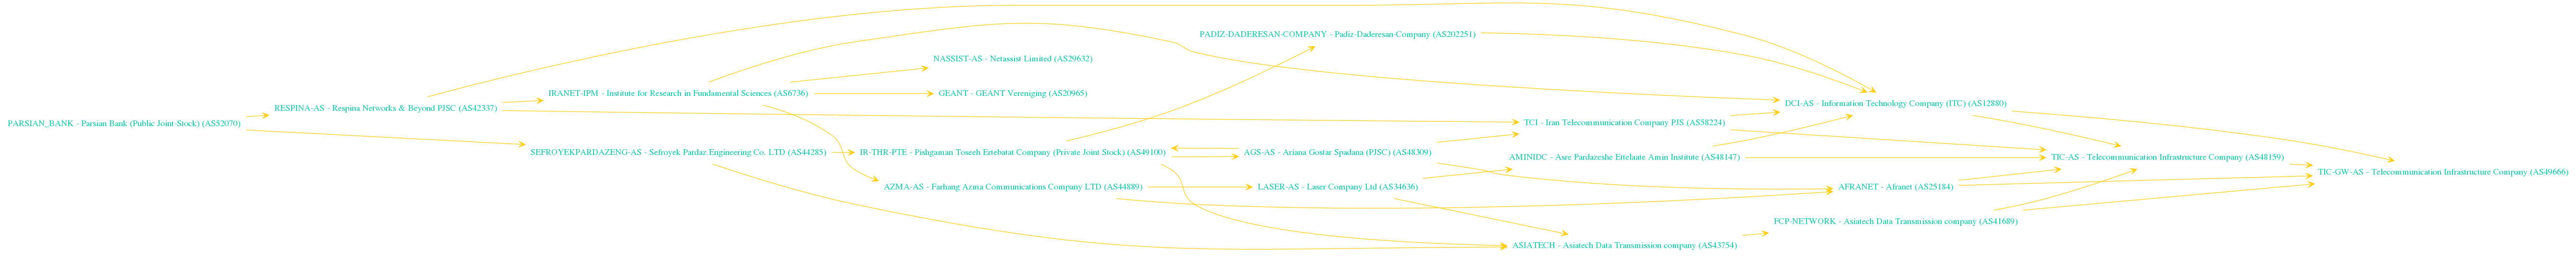 PARSIAN_BANK - Parsian Bank (Public Joint-Stock) (AS52070)
RESPINA-AS - Respina Networks & Beyond PJSC (AS42337)
SEFROYEKPARDAZENG-AS - Sefroyek Pardaz Engineering Co. LTD (AS44285)
IRANET-IPM - Institute for Research in Fundamental Sciences (AS6736)
NASSIST-AS - Netassist Limited (AS29632)
GEANT - GEANT Vereniging (AS20965)
IR-THR-PTE - Pishgaman Toseeh Ertebatat Company (Private Joint Stock) (AS49100)
AZMA-AS - Farhang Azma Communications Company LTD (AS44889)
PADIZ-DADERESAN-COMPANY - Padiz-Daderesan-Company (AS202251)
AGS-AS - Ariana Gostar Spadana (PJSC) (AS48309)
LASER-AS - Laser Company Ltd (AS34636)
TCI - Iran Telecommunication Company PJS (AS58224)
AMINIDC - Asre Pardazeshe Ettelaate Amin Institute (AS48147)
ASIATECH - Asiatech Data Transmission company (AS43754)
DCI-AS - Information Technology Company (ITC) (AS12880)
AFRANET - Afranet (AS25184)
FCP-NETWORK - Asiatech Data Transmission company (AS41689)
TIC-AS - Telecommunication Infrastructure Company (AS48159)
TIC-GW-AS - Telecommunication Infrastructure Company (AS49666)